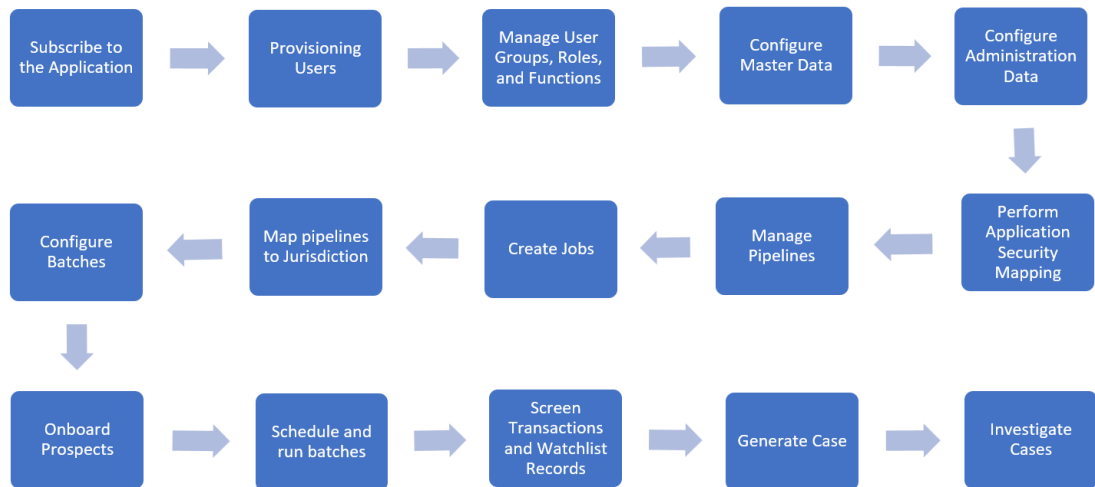 Subscribe to
the Application
Provisioning
Users
Manage User
Groups, Roles,
and Functions
Configure
Master Data
Configure
Administration
Data
Perform
Application
Security
Mapping
Manage
Pipelines
Create Jobs
Map pipelines
to Jurisdiction
Configure
Batches
Onboard
Prospects
Schedule and
run batches
Screen
Transactions
and Watchlist
Records
Generate Case
Investigate
Cases